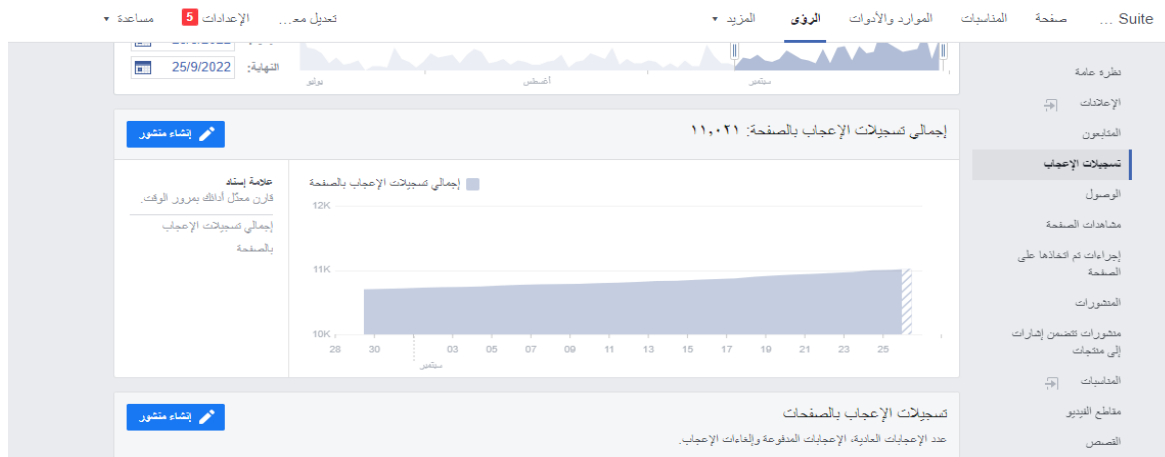 Suite …
صفحة
المناسبات
الموارد والأدوات
الرؤى
المزيد
تعديل مع…
الإعدادات 5
مساعدة
نظرة عامة
الإعلانات
المتابعون
تسجيلات الإعجاب
الوصول
مشاهدات الصفحة
إجراءات تم اتخاذها على
الصفحة
المنشورات
منشورات تتضمن إشارات
إلى منتجات
المناسبات
مقاطع الفيديو
القصص
النهاية: 25/9/2022
يوليو
أغسطس
سبتمبر
إجمالي تسجيلات الإعجاب بالصفحة: ١١,٠٢١
إنشاء منشور
إجمالي تسجيلات الإعجاب بالصفحة
12K
11K
10K
28 30 03 05 07 09 11 13 15 17 19 21 23 25
سبتمبر
علامة إسناد
قارن معدّل أدائك بمرور الوقت.
إجمالي تسجيلات الإعجاب
بالصفحة
تسجيلات الإعجاب بالصفحات
عدد الإعجابات العادية، الإعجابات المدفوعة وإلغاءات الإعجاب.
إنشاء منشور